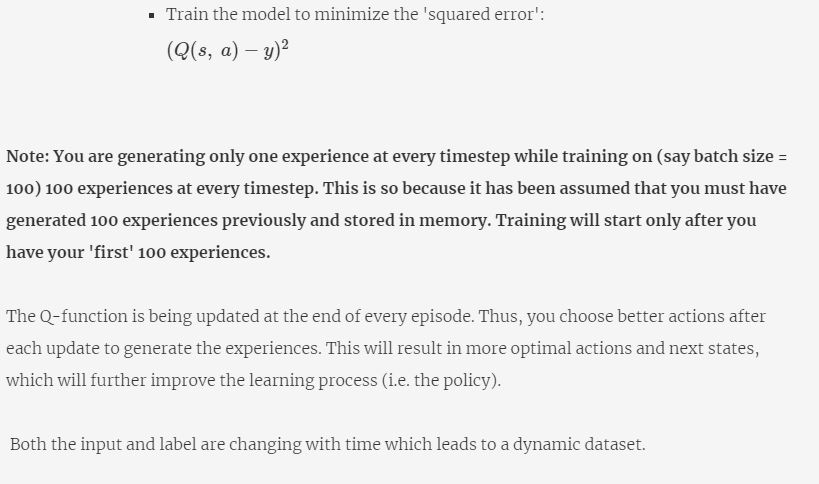 ▪ Train the model to minimize the 'squared error':
(Q(s, a) − y)²
Note: You are generating only one experience at every timestep while training on (say batch size =
100) 100 experiences at every timestep. This is so because it has been assumed that you must have
generated 100 experiences previously and stored in memory. Training will start only after you
have your 'first' 100 experiences.
The Q-function is being updated at the end of every episode. Thus, you choose better actions after
each update to generate the experiences. This will result in more optimal actions and next states,
which will further improve the learning process (i.e. the policy).
Both the input and label are changing with time which leads to a dynamic dataset.